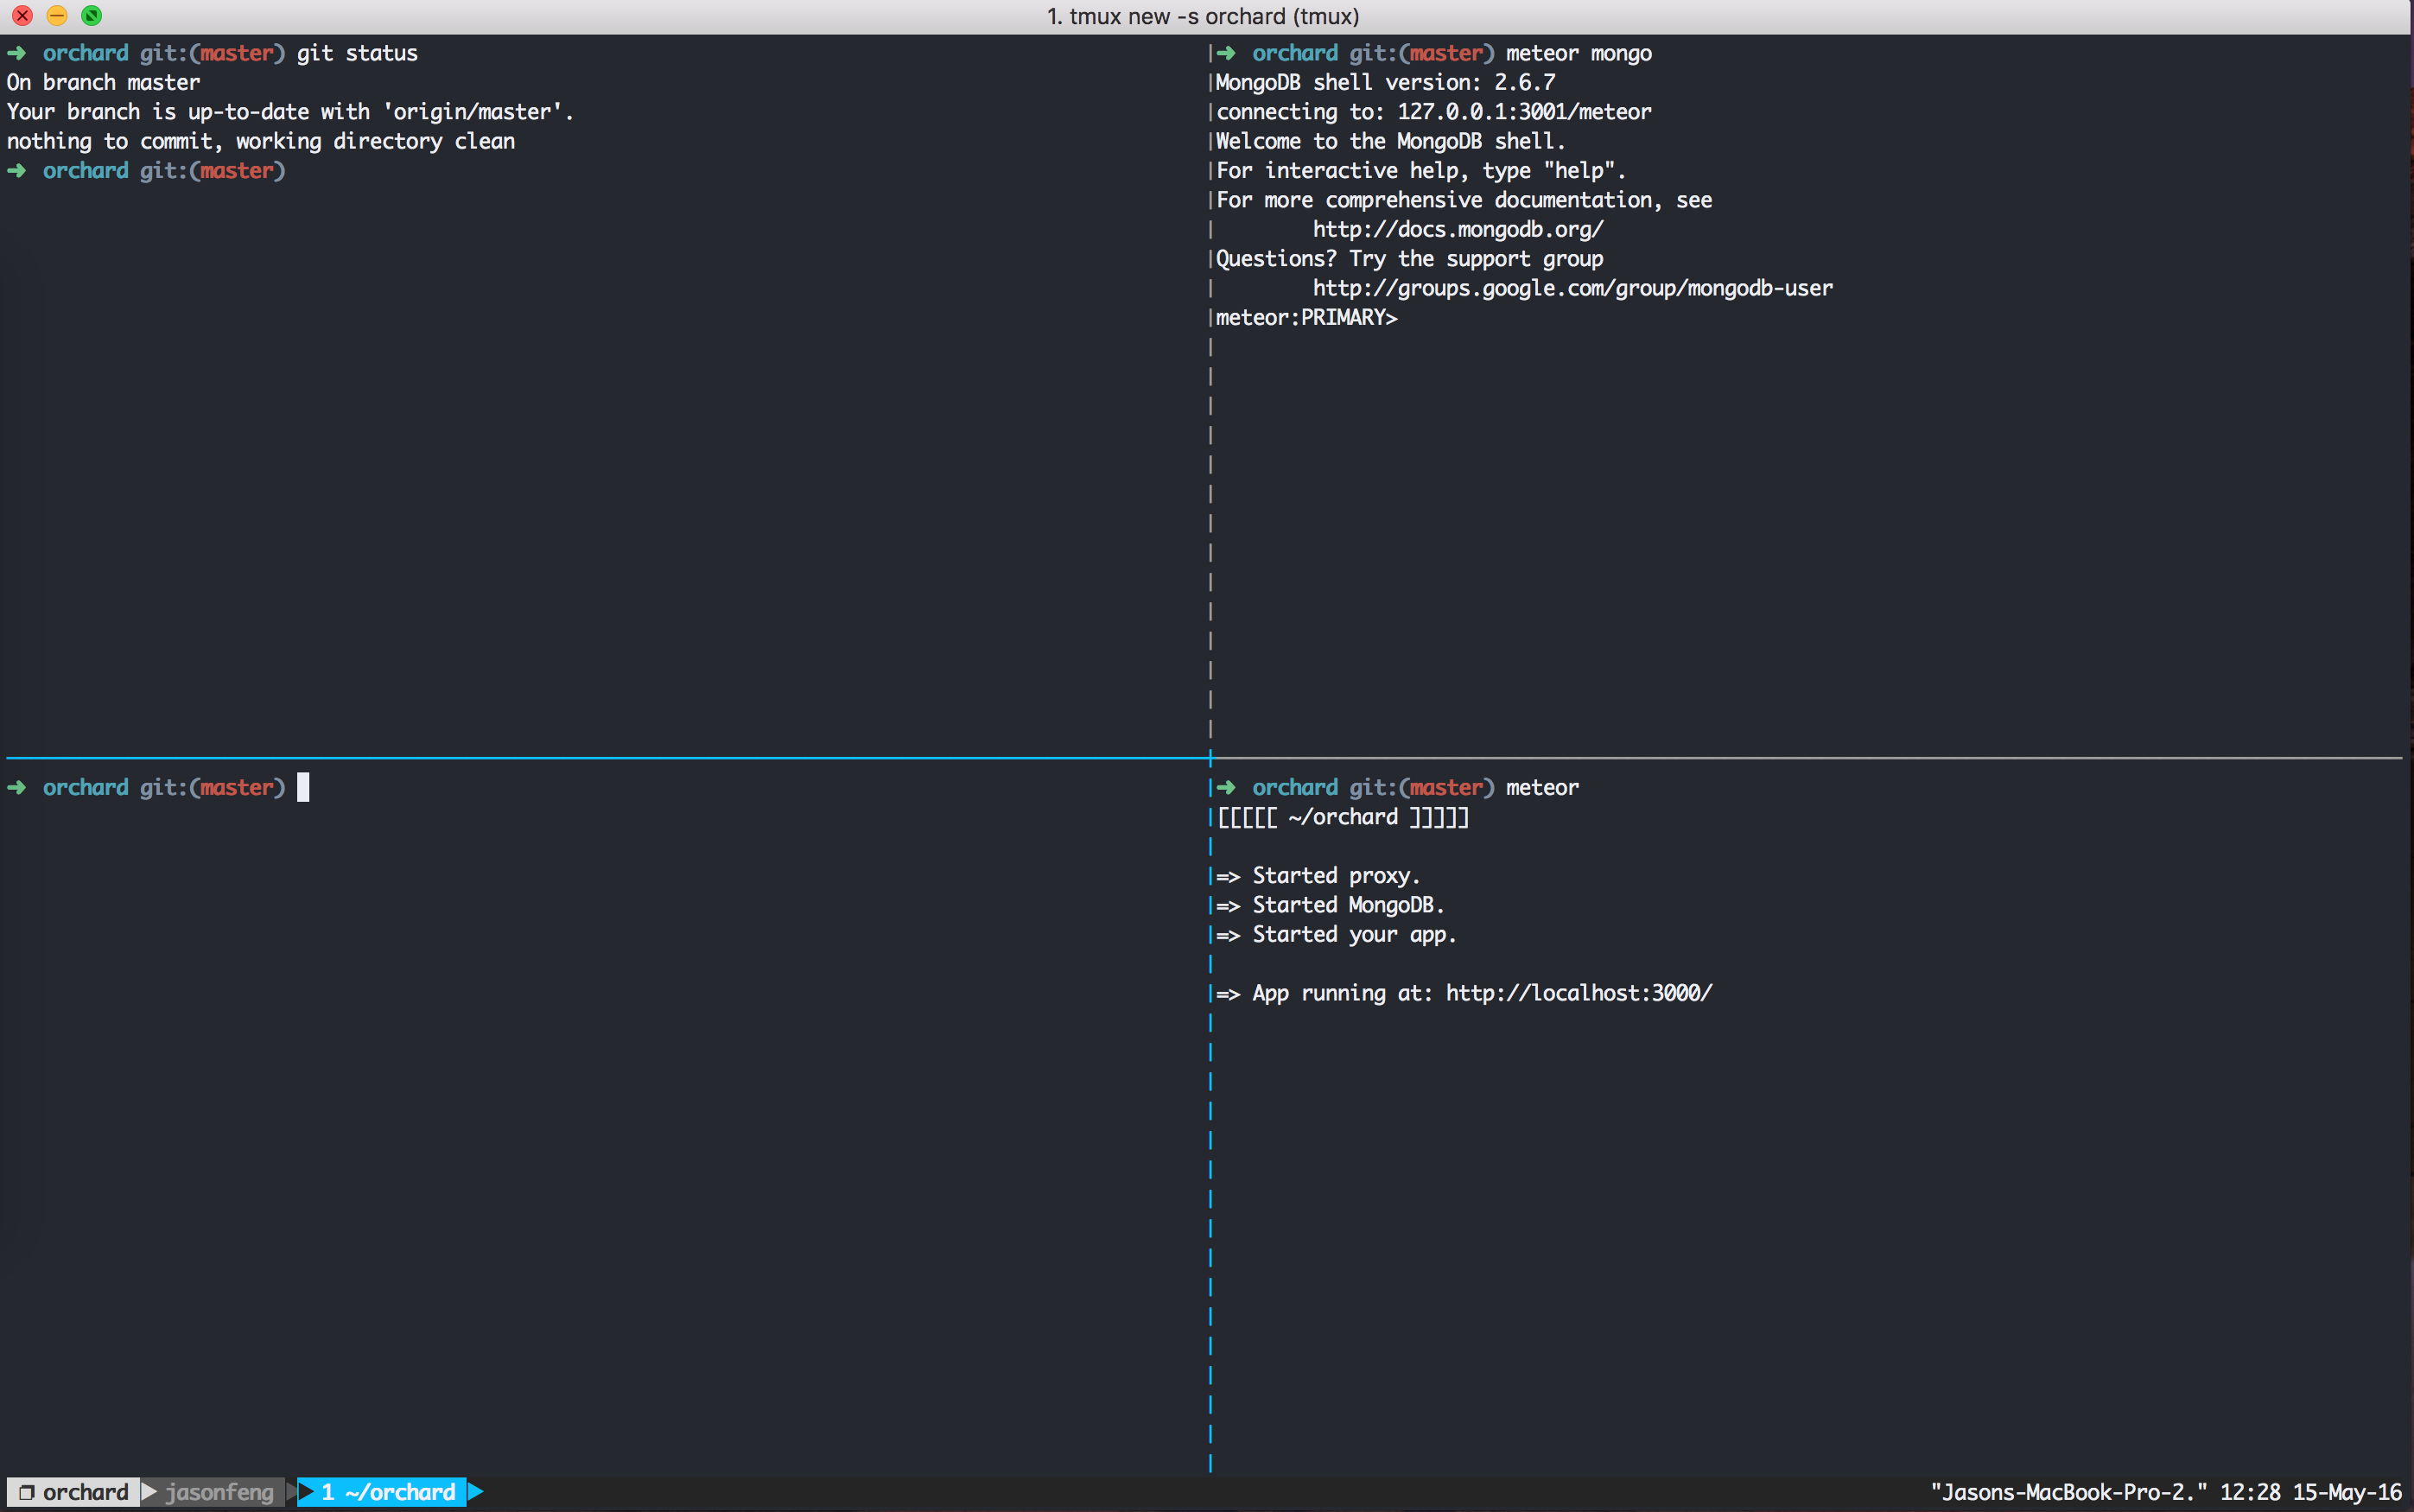 1. tmux new -s orchard (tmux)
➜ orchard git:(master) git status
On branch master
Your branch is up-to-date with 'origin/master'.
nothing to commit, working directory clean
➜ orchard git:(master)
➜ orchard git:(master) meteor mongo
MongoDB shell version: 2.6.7
connecting to: 127.0.0.1:3001/meteor
Welcome to the MongoDB shell.
For interactive help, type "help".
For more comprehensive documentation, see
http://docs.mongodb.org/
Questions? Try the support group
http://groups.google.com/group/mongodb-user
meteor:PRIMARY>
➜ orchard git:(master)
➜ orchard git:(master) meteor
[[[[[ ~/orchard ]]]]]
=> Started proxy.
=> Started MongoDB.
=> Started your app.
=> App running at: http://localhost:3000/
❐ orchard jasonfeng 1 ~/orchard "Jasons-MacBook-Pro-2." 12:28 15-May-16